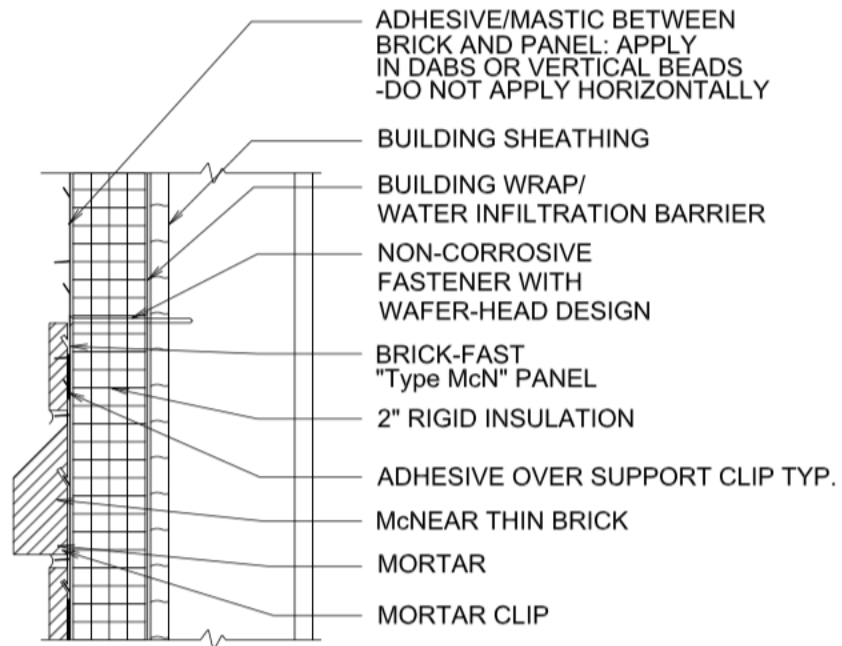 ADHESIVE/MASTIC BETWEEN
BRICK AND PANEL: APPLY
IN DABS OR VERTICAL BEADS
-DO NOT APPLY HORIZONTALLY
BUILDING SHEATHING
BUILDING WRAP/
WATER INFILTRATION BARRIER
NON-CORROSIVE
FASTENER WITH
WAFER-HEAD DESIGN
BRICK-FAST
"Type McN" PANEL
2" RIGID INSULATION
ADHESIVE OVER SUPPORT CLIP TYP.
McNEAR THIN BRICK
MORTAR
MORTAR CLIP